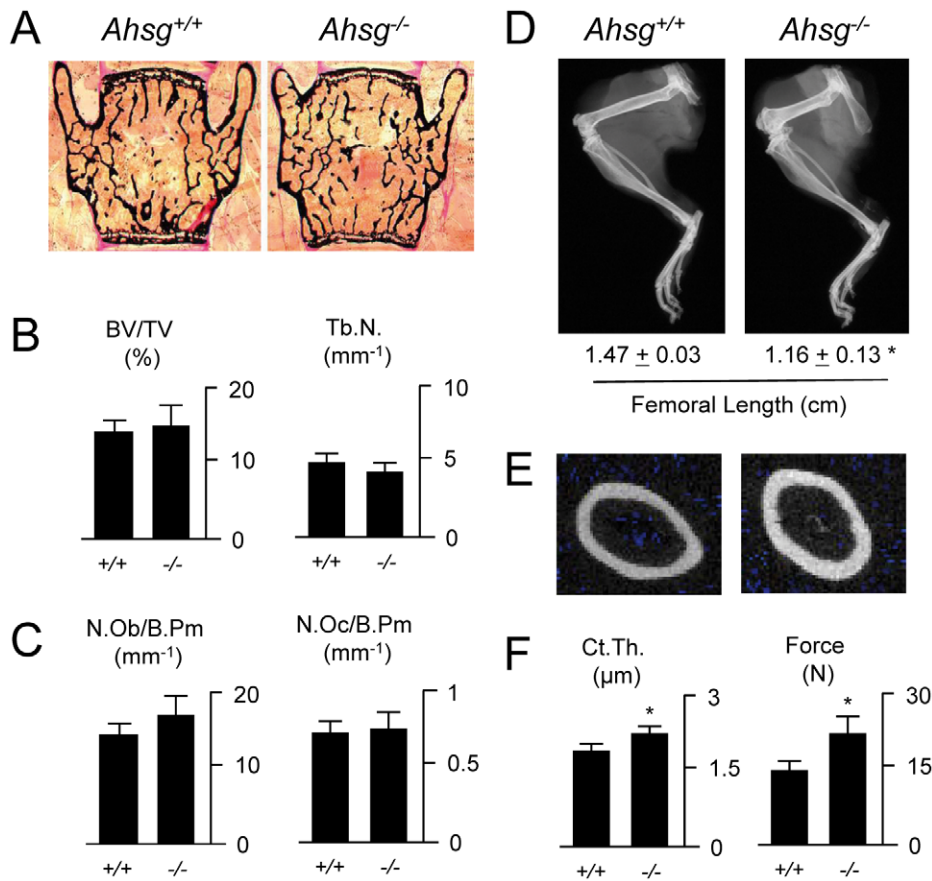 A
Ahsg+/+
Ahsg-/-
B
BV/TV
(%)
20
10
0
+/+
-/-
Tb.N.
(mm-1)
10
5
0
+/+
-/-
C
N.Ob/B.Pm
(mm-1)
20
10
0
+/+
-/-
N.Oc/B.Pm
(mm-1)
1
0.5
0
+/+
-/-
D
Ahsg+/+
Ahsg-/-
1.47 ± 0.03
1.16 ± 0.13 *
Femoral Length (cm)
E
F
Ct.Th.
(µm)
*
3
1.5
0
+/+
-/-
Force
(N)
*
30
15
0
+/+
-/-